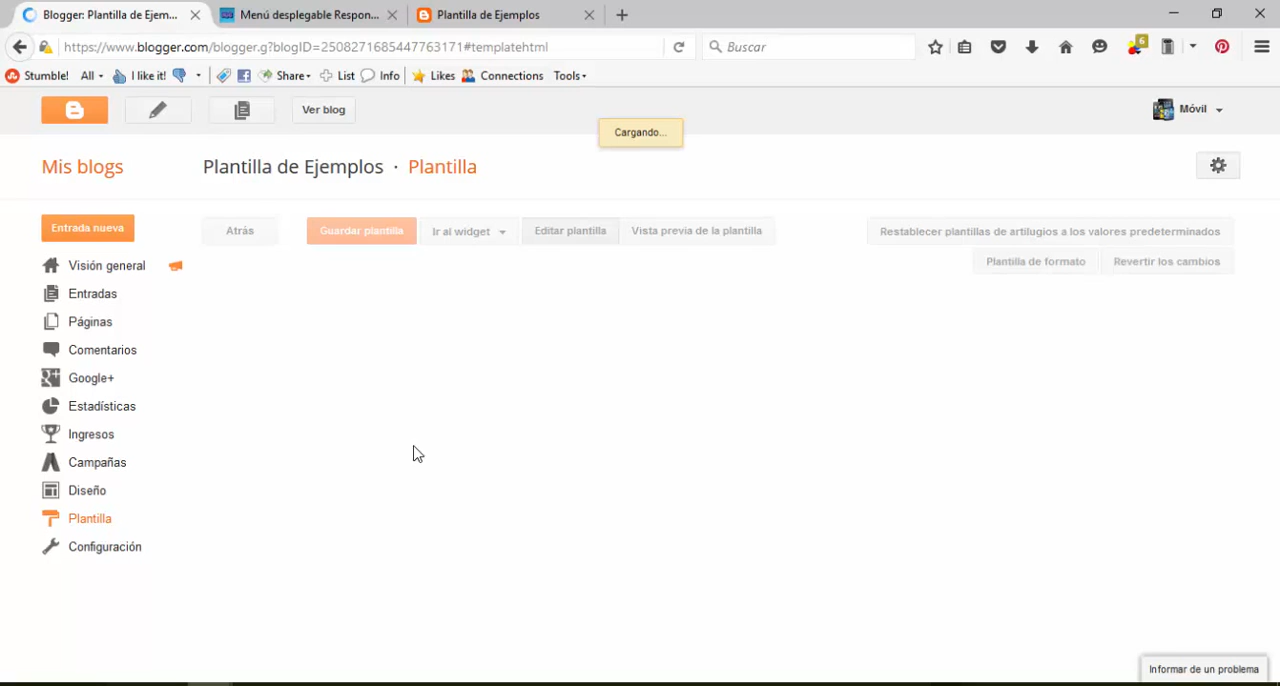 Blogger: Plantilla de Ejem...
Menú desplegable Respon...
Plantilla de Ejemplos
https://www.blogger.com/blogger.g?blogID=2508271685447763171#templatehtml
Buscar
6
Stumble! All I like it! Share List Info Likes Connections Tools
Ver blog
Móvil
Cargando...
Mis blogs
Plantilla de Ejemplos · Plantilla
Entrada nueva
Atrás
Guardar plantilla
Ir al widget
Editar plantilla
Vista previa de la plantilla
Restablecer plantillas de artilugios a los valores predeterminados
Plantilla de formato
Revertir los cambios
Visión general
Entradas
Páginas
Comentarios
Google+
Estadísticas
Ingresos
Campañas
Diseño
Plantilla
Configuración
Informar de un problema